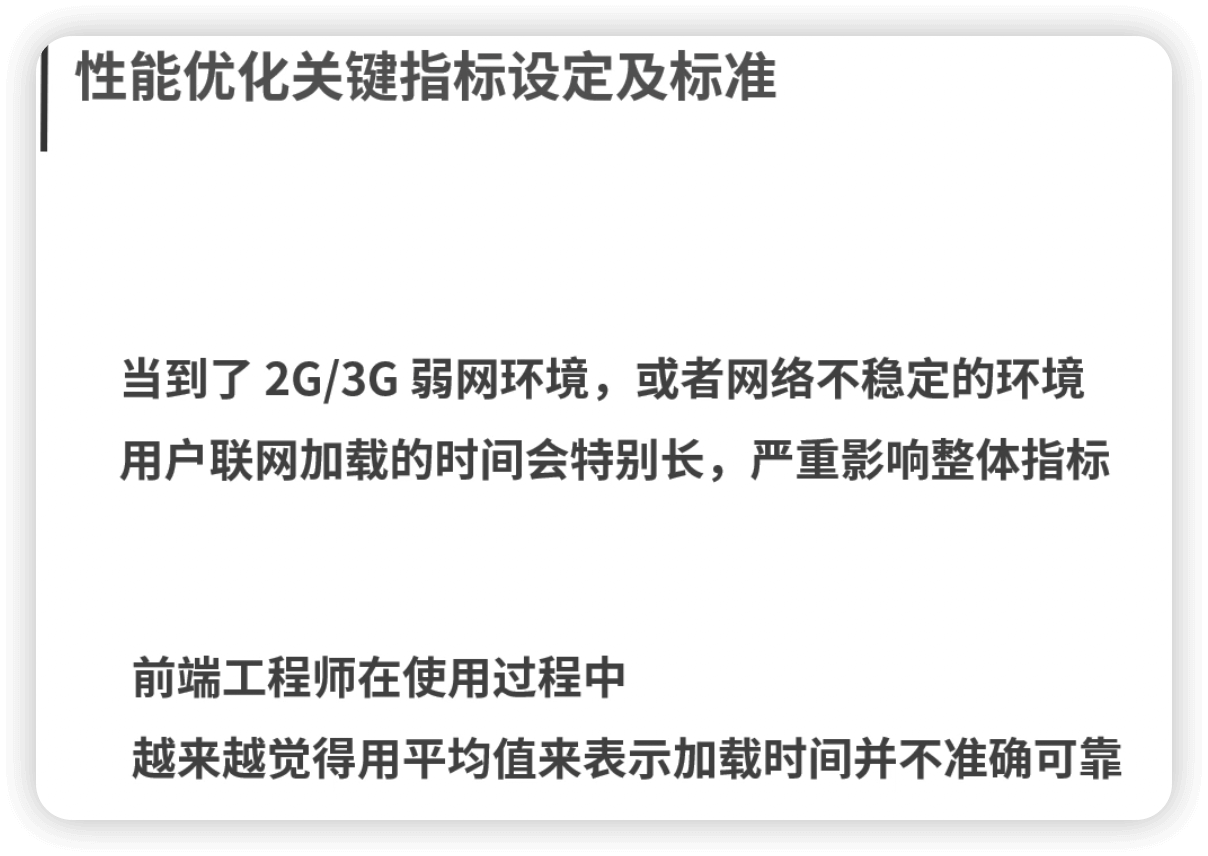 性能优化关键指标设定及标准
当到了 2G/3G 弱网环境，或者网络不稳定的环境
用户联网加载的时间会特别长，严重影响整体指标
前端工程师在使用过程中
越来越觉得用平均值来表示加载时间并不准确可靠